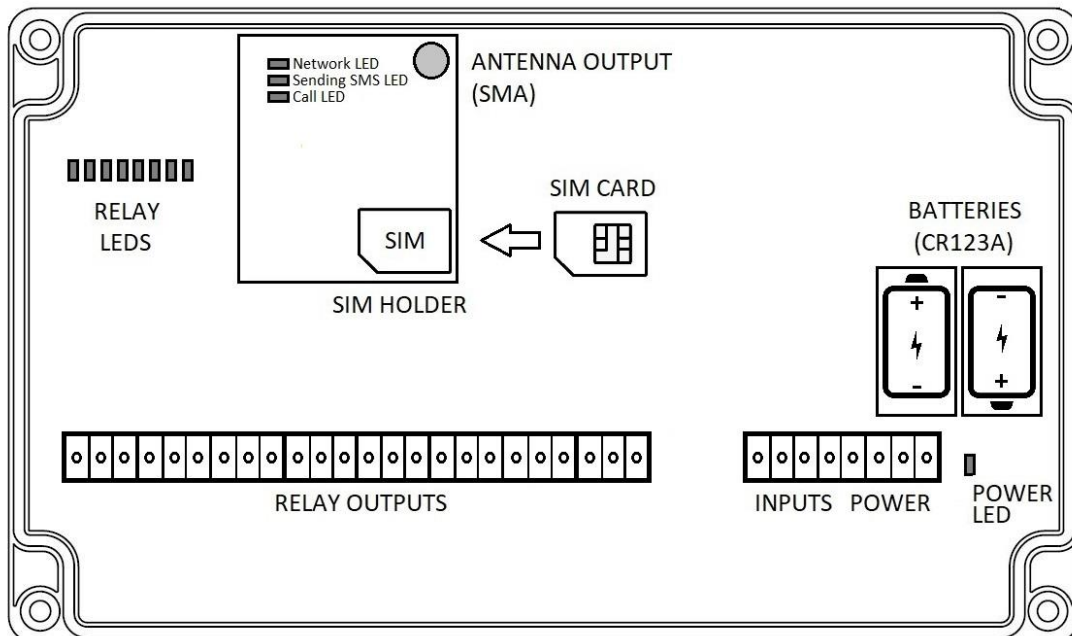 Network LED
Sending SMS LED
Call LED
ANTENNA OUTPUT
(SMA)
RELAY
LEDS
SIM CARD
SIM
SIM HOLDER
BATTERIES
(CR123A)
+
-
-
+
RELAY OUTPUTS
INPUTS POWER
POWER
LED